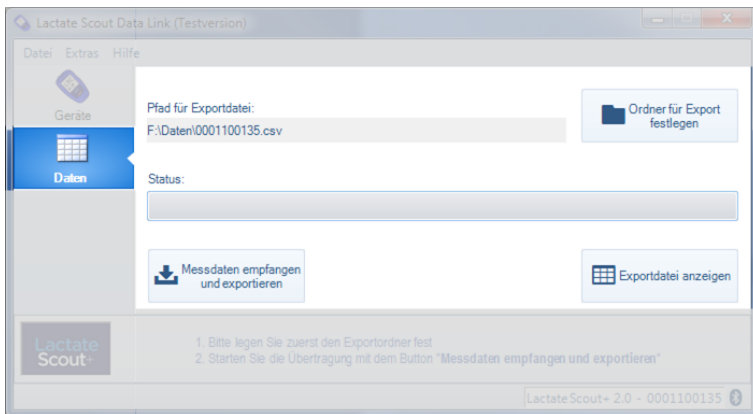 Lactate Scout Data Link (Testversion)
Datei Extras Hilfe
Geräte
Daten
Pfad für Exportdatei:
F:\Daten\0001100135.csv
Ordner für Export
festlegen
Status:
Messdaten empfangen
und exportieren
Exportdatei anzeigen
Lactate
Scout+
1. Bitte legen Sie zuerst den Exportordner fest
2. Starten Sie die Übertragung mit dem Button "Messdaten empfangen und exportieren"
Lactate Scout+ 2.0 - 0001100135